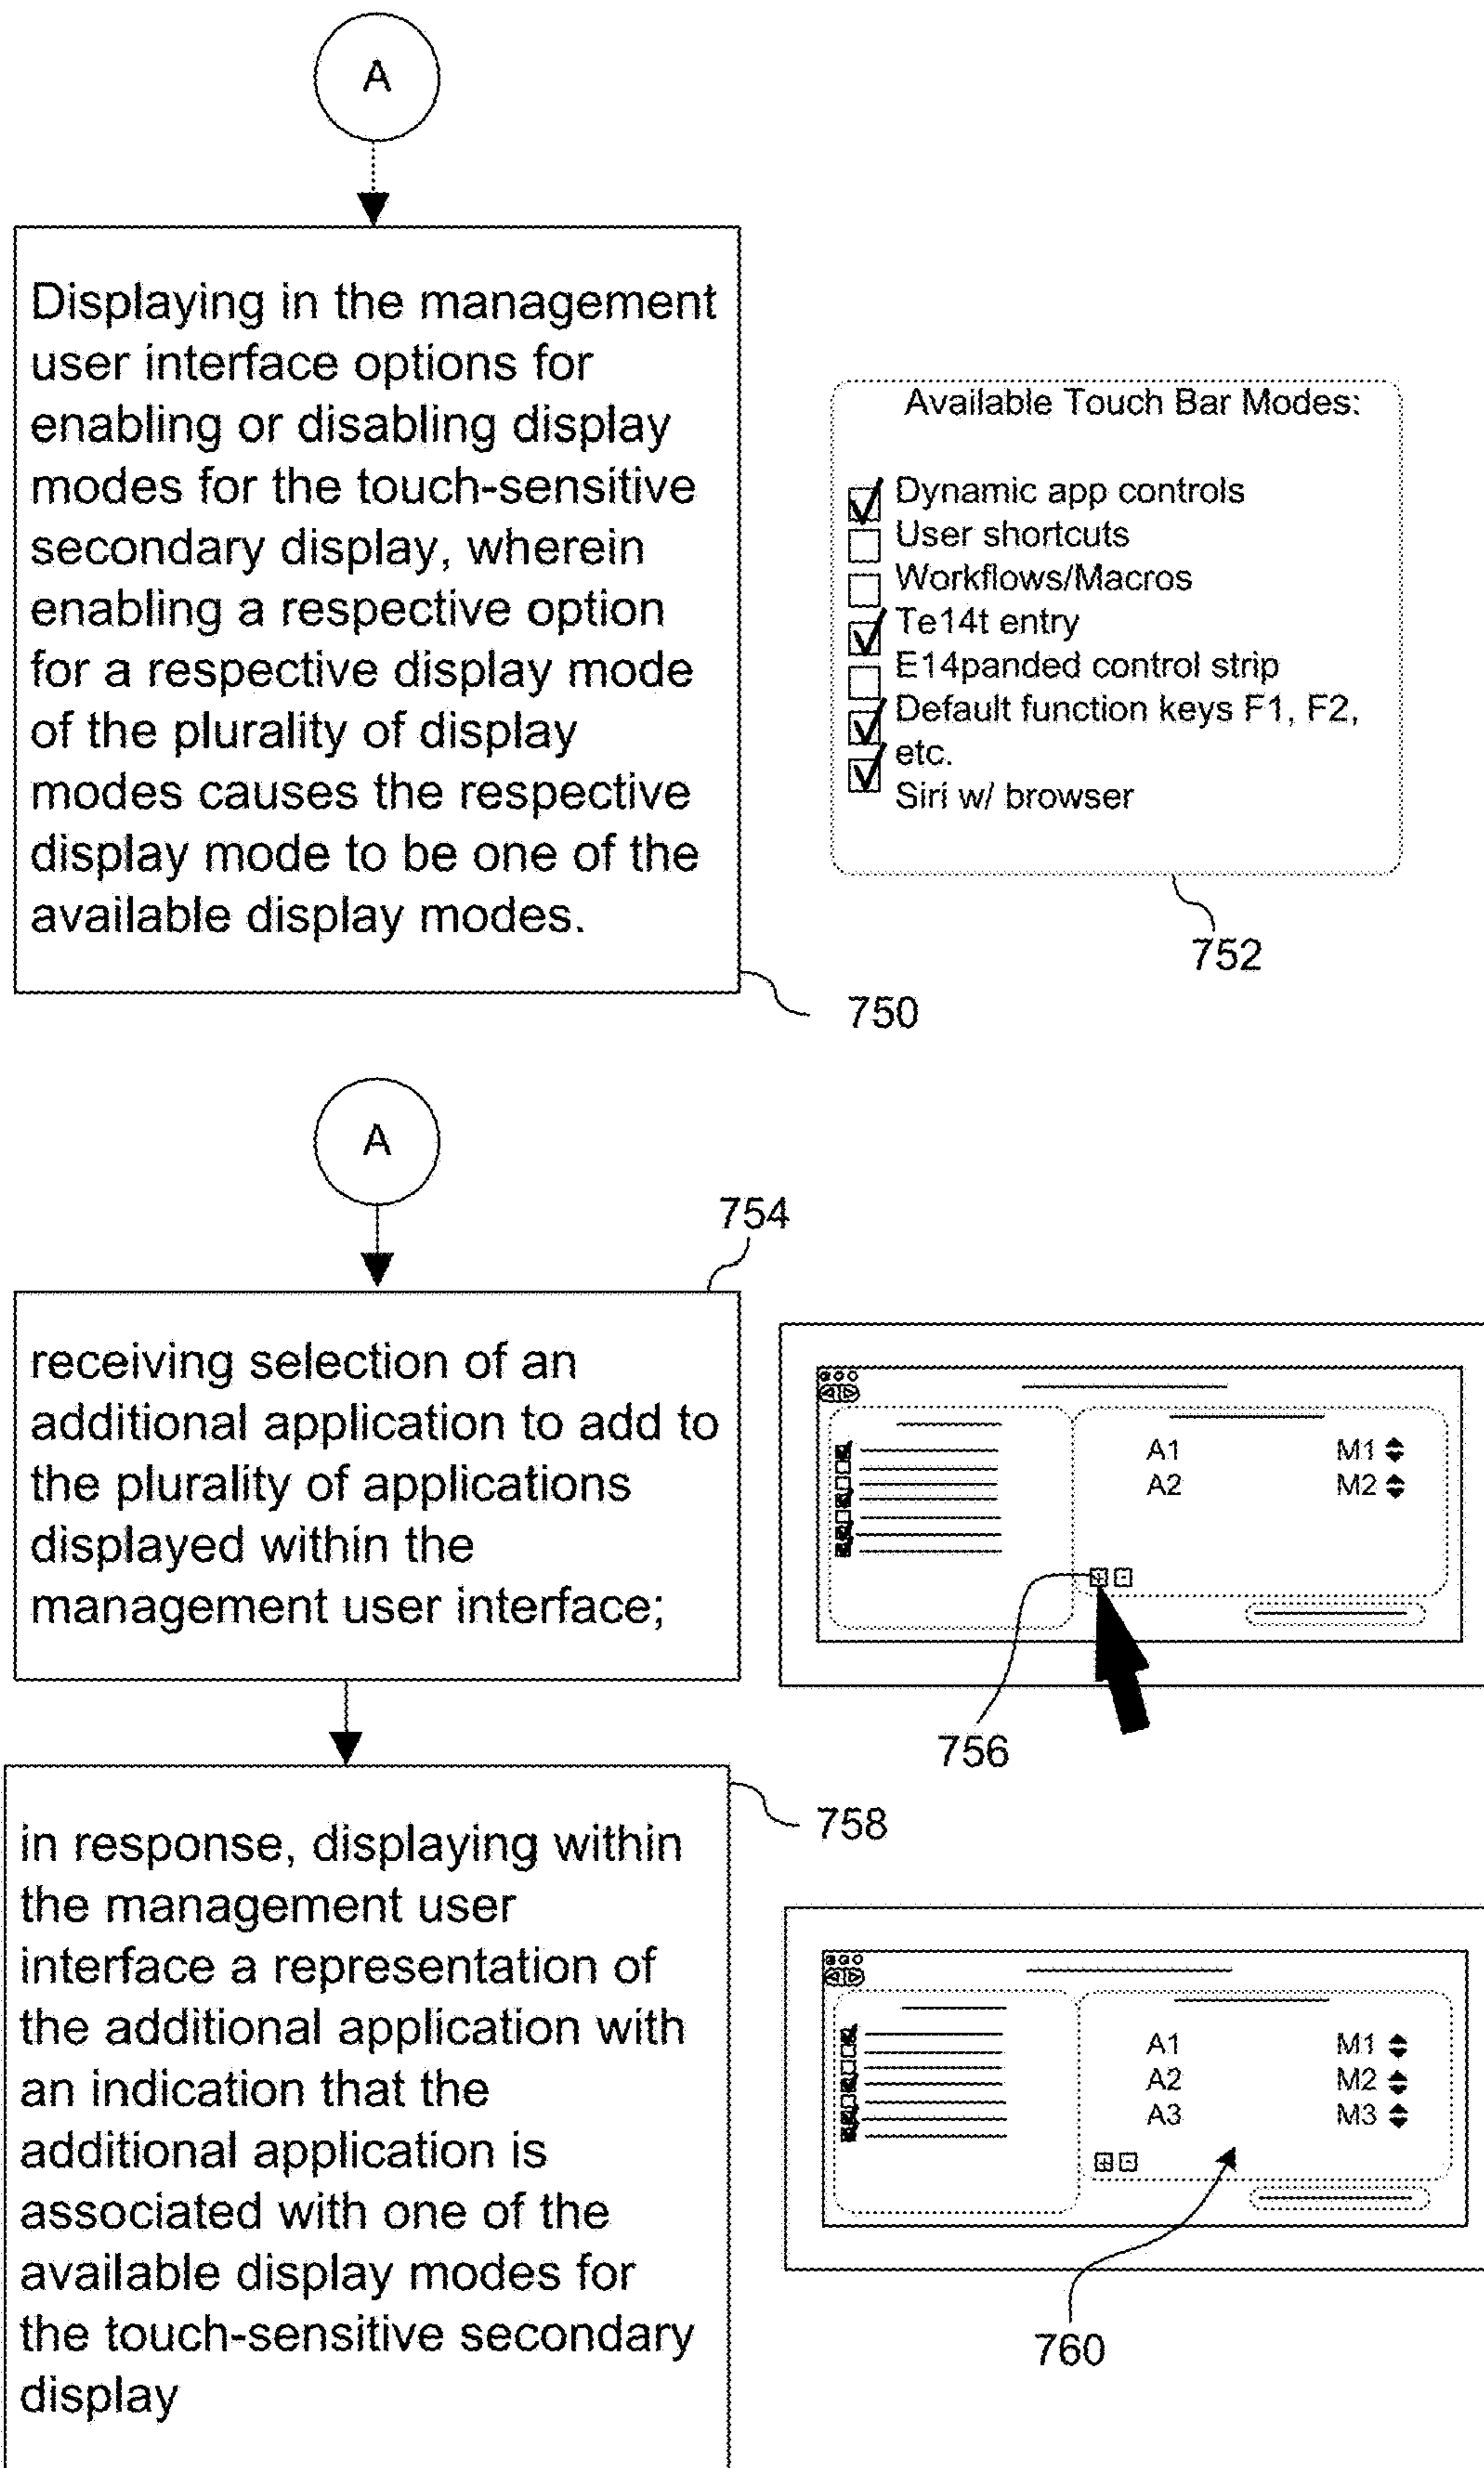 A
Displaying in the management
user interface options for
enabling or disabling display
modes for the touch-sensitive
secondary display, wherein
enabling a respective option
for a respective display mode
of the plurality of display
modes causes the respective
display mode to be one of the
available display modes.
750
Available Touch Bar Modes:
Dynamic app controls
User shortcuts
Workflows/Macros
Te14t entry
E14panded control strip
Default function keys F1, F2,
etc.
Siri w/ browser
752
A
754
receiving selection of an
additional application to add to
the plurality of applications
displayed within the
management user interface;
A1 M1
A2 M2
756
758
in response, displaying within
the management user
interface a representation of
the additional application with
an indication that the
additional application is
associated with one of the
available display modes for
the touch-sensitive secondary
display
A1 M1
A2 M2
A3 M3
760